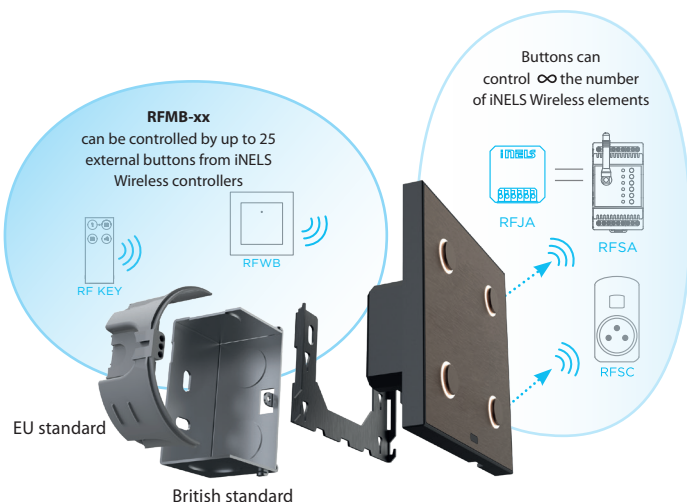 RFMB-xx
can be controlled by up to 25
external buttons from iNELS
Wireless controllers
RF KEY
RFWB
Buttons can
control ∞ the number
of iNELS Wireless elements
iNELS
RFJA
RFSA
RFSC
EU standard
British standard